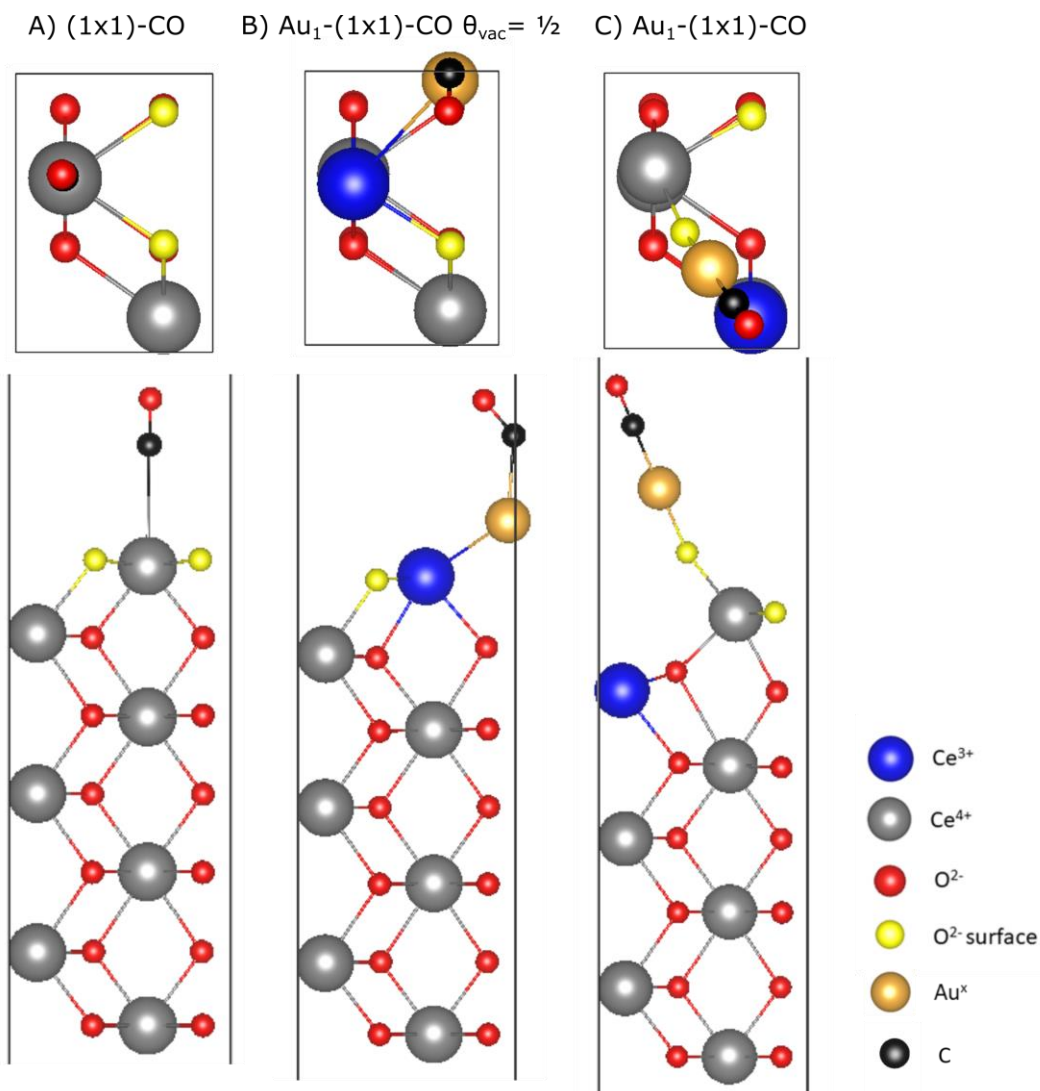 A) (1x1)-CO
B) Au₁-(1x1)-CO θvac= ½
C) Au₁-(1x1)-CO
Ce³⁺
Ce⁴⁺
O²⁻
O²⁻ surface
Auˣ
C